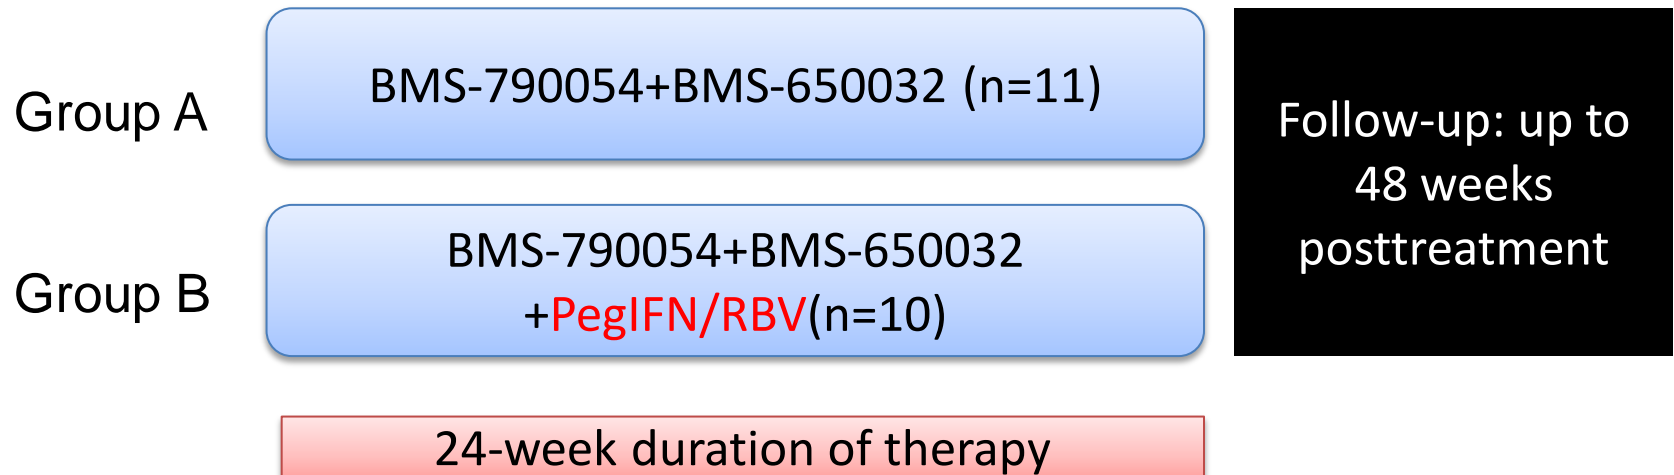 Group A
BMS-790054+BMS-650032 (n=11)
Follow-up: up to
48 weeks
posttreatment
Group B
BMS-790054+BMS-650032
+PegIFN/RBV(n=10)
24-week duration of therapy